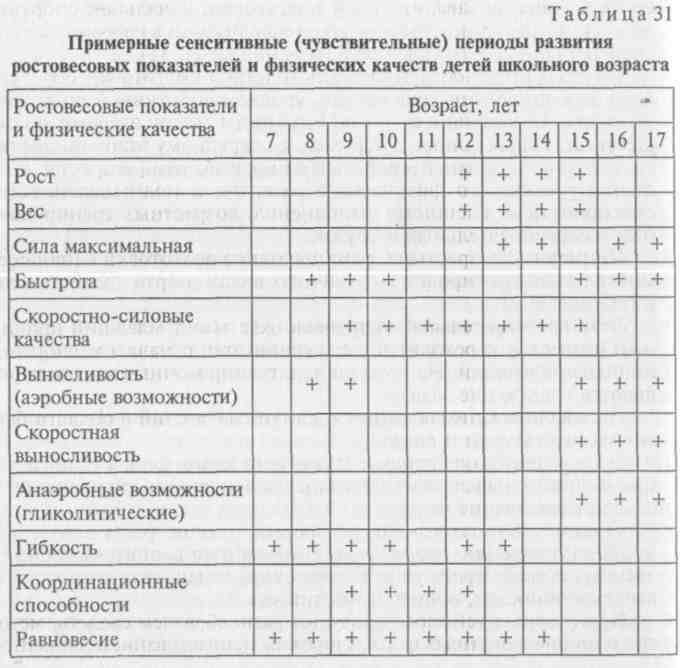 Таблица 31
Примерные сенситивные (чувствительные) периоды развития
ростовесовых показателей и физических качеств детей школьного возраста
Ростовесовые показатели
и физические качества
Возраст, лет
7 8 9 10 11 12 13 14 15 16 17
Рост + + + +
Вес + + + +
Сила максимальная + + + +
Быстрота + + + + + +
Скоростно-силовые
качества + + + + + + +
Выносливость
(аэробные возможности) + + + + +
Скоростная
выносливость + + +
Анаэробные возможности
(гликолитические) + + +
Гибкость + + + +
Координационные
способности + + + +
Равновесие + + + + + + + +